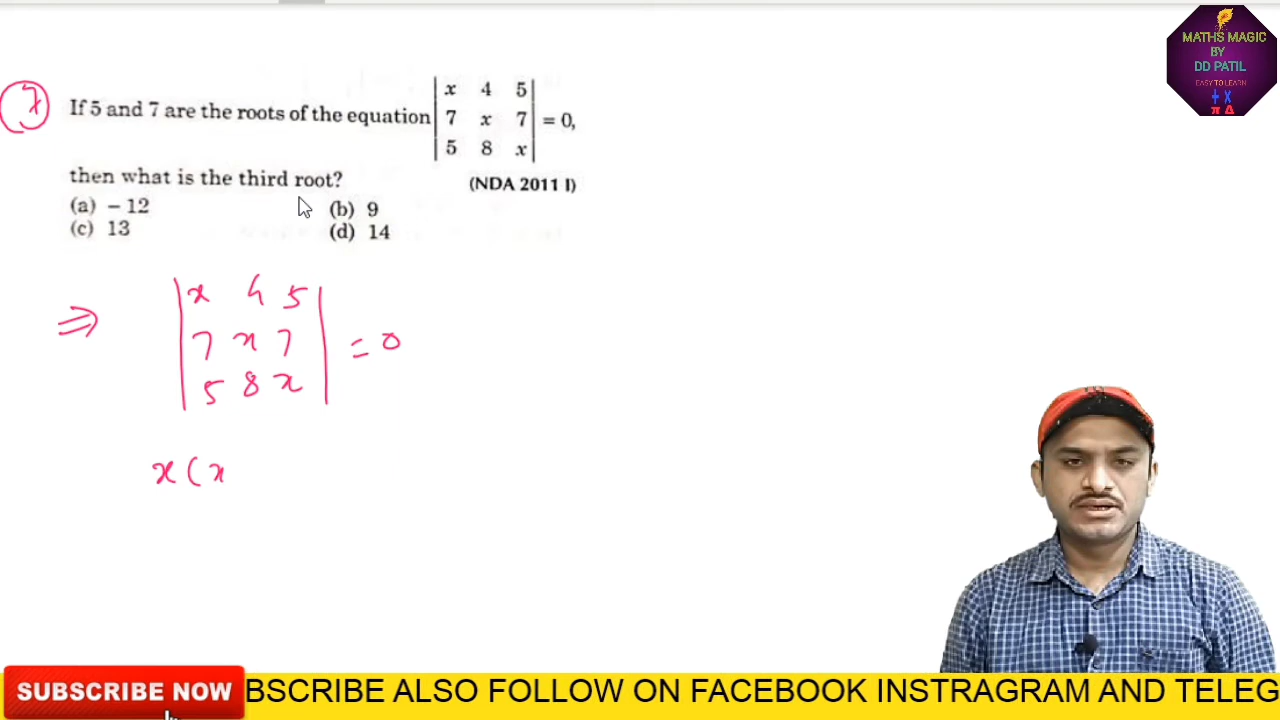 MATHS MAGIC
BY
DD PATIL
EASY TO LEARN
÷ X
π Δ
7
If 5 and 7 are the roots of the equation | x 4 5 |
| 7 x 7 | = 0,
| 5 8 x |
then what is the third root? (NDA 2011 I)
(a) – 12 (b) 9
(c) 13 (d) 14
⇒ | x 4 5 |
| 7 x 7 | = 0
| 5 8 x |
x ( x
SUBSCRIBE NOW
BSCRIBE ALSO FOLLOW ON FACEBOOK INSTRAGRAM AND TELEG